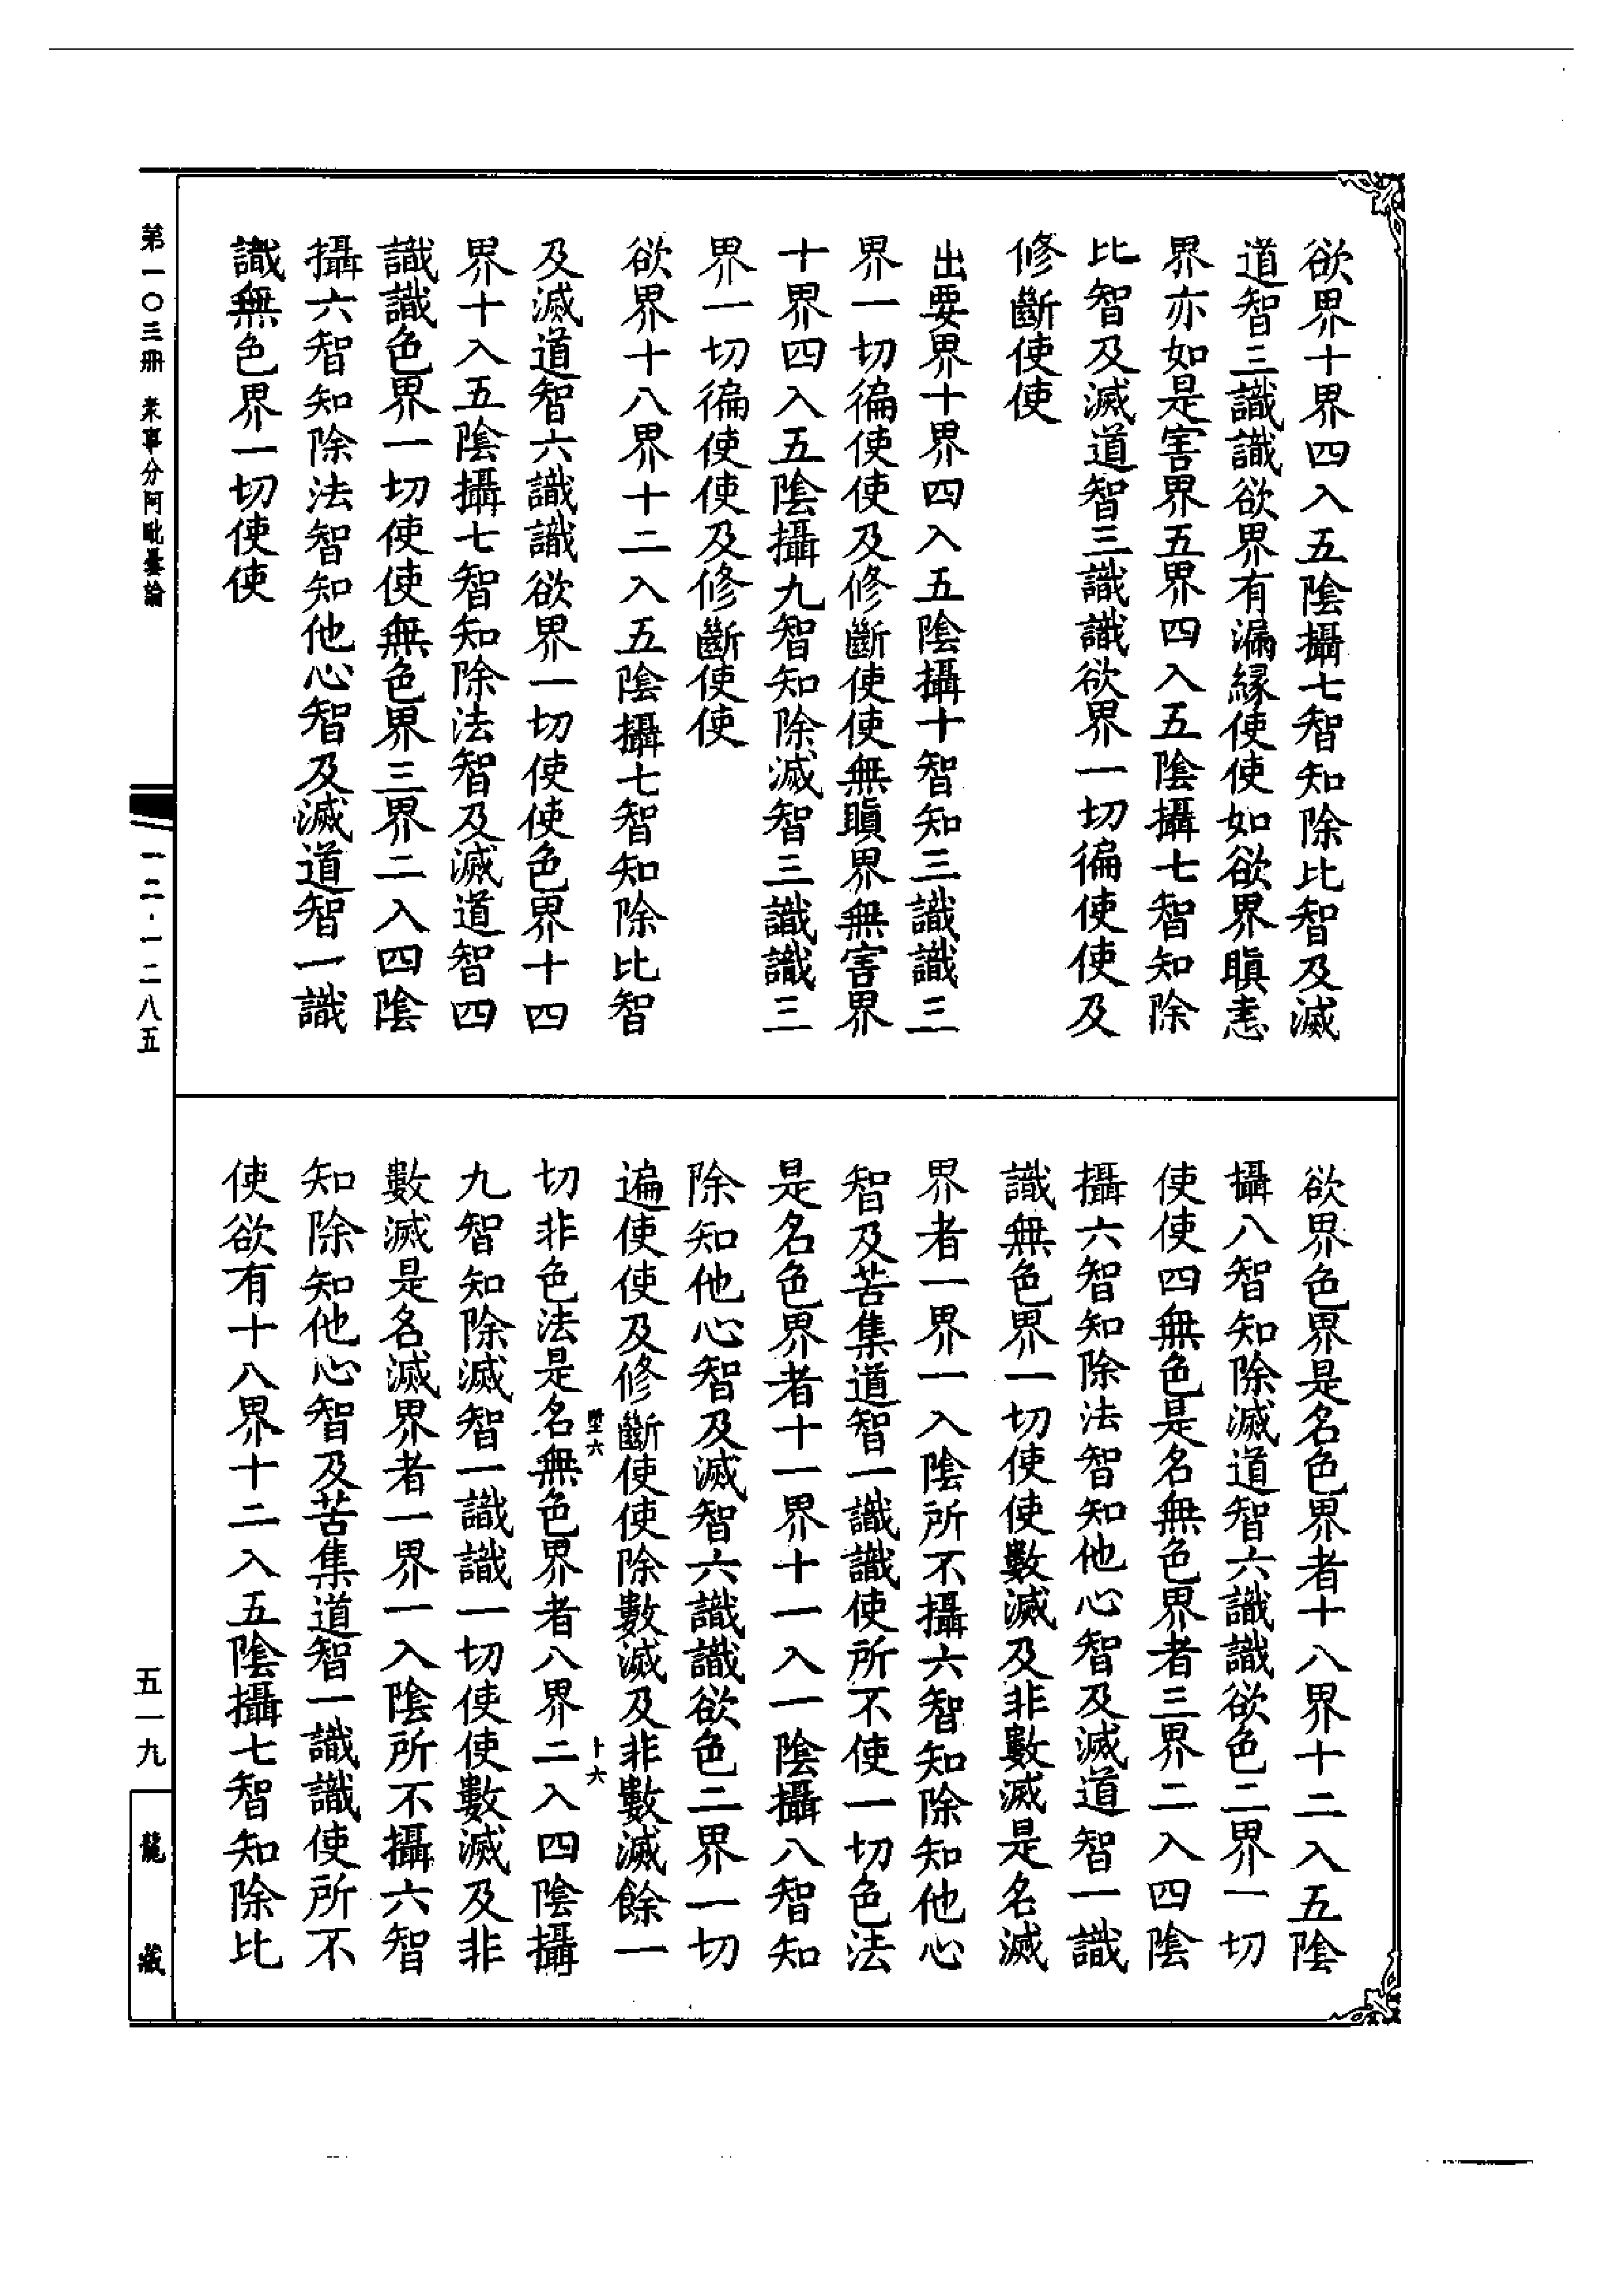 欲界十界四入五陰攝七智知除比智及滅
道智三識識欲界有漏縁使使如欲界瞋恚
界亦如是害界五界四入五陰攝七智知除
比智及滅道智三識識欲界一切徧使使及
修斷使使
出要界十界四入五陰攝十智知三識識三
界一切徧使使及修斷使使無瞋界無害界
十界四入五陰攝九智知除滅智三識識三
界一切徧使使及修斷使使
欲界十八界十二入五陰攝七智知除比智
及滅道智六識識欲界一切使使色界十四
界十入五陰攝七智知除法智及滅道智四
識識色界一切使使無色界三界二入四陰
攝六智知除法智知他心智及滅道智一識
識無色界一切使使
欲界色界是名色界者十八界十二入五陰
攝八智知除滅道智六識識欲色二界一切
使使四無色是名無色界者三界二入四陰
攝六智知除法智知他心智及滅道智一識
識無色界一切使使數滅及非數滅是名滅
界者一界一入陰所不攝六智知除知他心
智及苦集道智一識識使所不使一切色法
是名色界者十一界十一入一陰攝八智知
除知他心智及滅智六識識欲色二界一切
遍使使及修斷使使除數滅及非數滅餘一
切非色法是名無色界者八界二入四陰攝
九智知除滅智一識識一切使使數滅及非
數滅是名滅界者一界一入陰所不攝六智
知除知他心智及苦集道智一識識使所不
使欲有十八界十二入五陰攝七智知除比
第一〇三册 衆事分阿毗曇論
一二·一二八五
五一九
龍藏